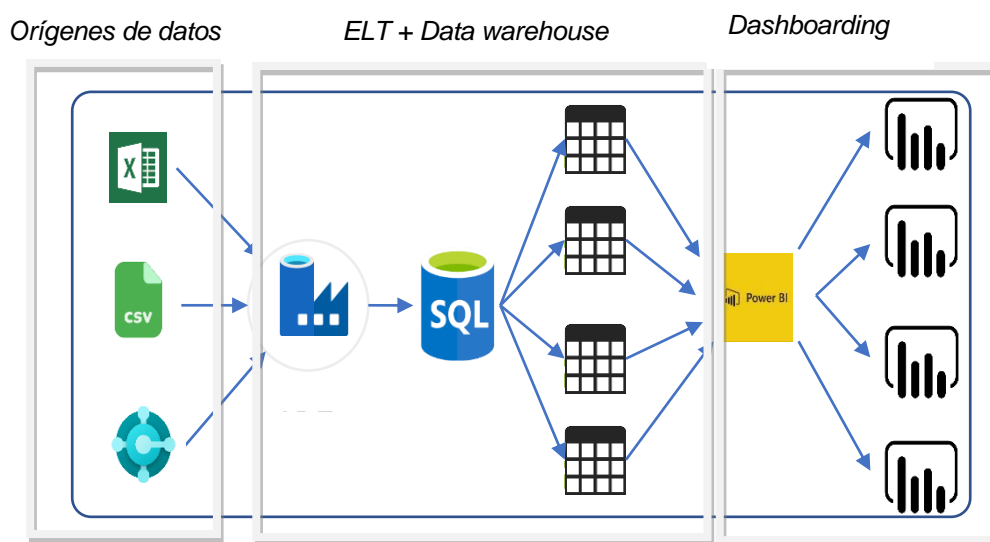 Orígenes de datos
ELT + Data warehouse
Dashboarding
X
CSV
SQL
Power BI